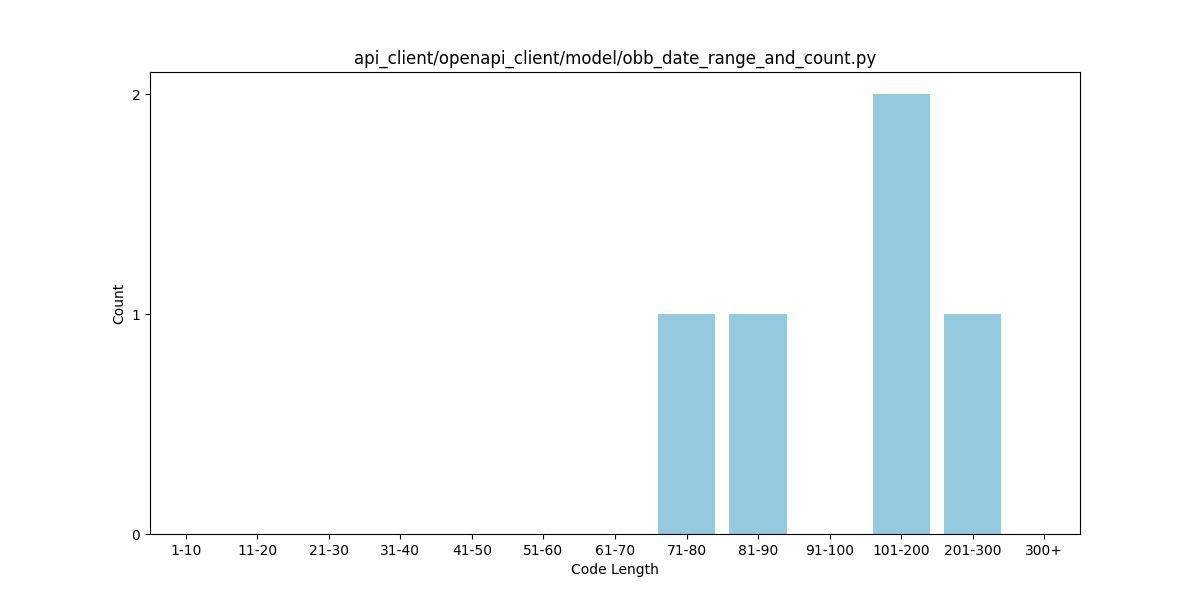 api_client/openapi_client/model/obb_date_range_and_count.py
2
1
0
Count
1-10 11-20 21-30 31-40 41-50 51-60 61-70 71-80 81-90 91-100 101-200 201-300 300+
Code Length